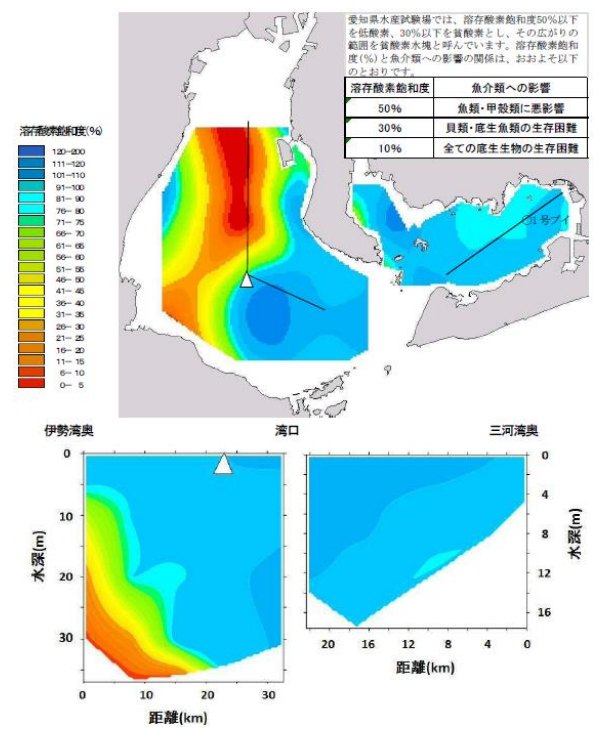 愛知県水産試験場では、溶存酸素飽和度50%以下
を低酸素、30%以下を貧酸素とし、その広がりの
範囲を貧酸素水塊と呼んでいます。溶存酸素飽和
度(%)と魚介類への影響の関係は、おおよそ以下
のとおりです。
溶存酸素飽和度 魚介類への影響
50% 魚類・甲殻類に悪影響
30% 貝類・底生魚類の生存困難
10% 全ての底生生物の生存困難
溶存酸素飽和度(%)
120-200
111-120
101-110
91-100
81- 90
76- 80
71- 75
66- 70
61- 65
56- 60
51- 55
46- 50
41- 45
36- 40
31- 35
26- 30
21- 25
16- 20
11- 15
6- 10
0- 5
1号ブイ
伊勢湾奥 湾口 三河湾奥
0
10
20
30
水深(m)
0 10 20 30
距離(km)
0
4
8
12
16
水深(m)
20 16 12 8 4 0
距離(km)